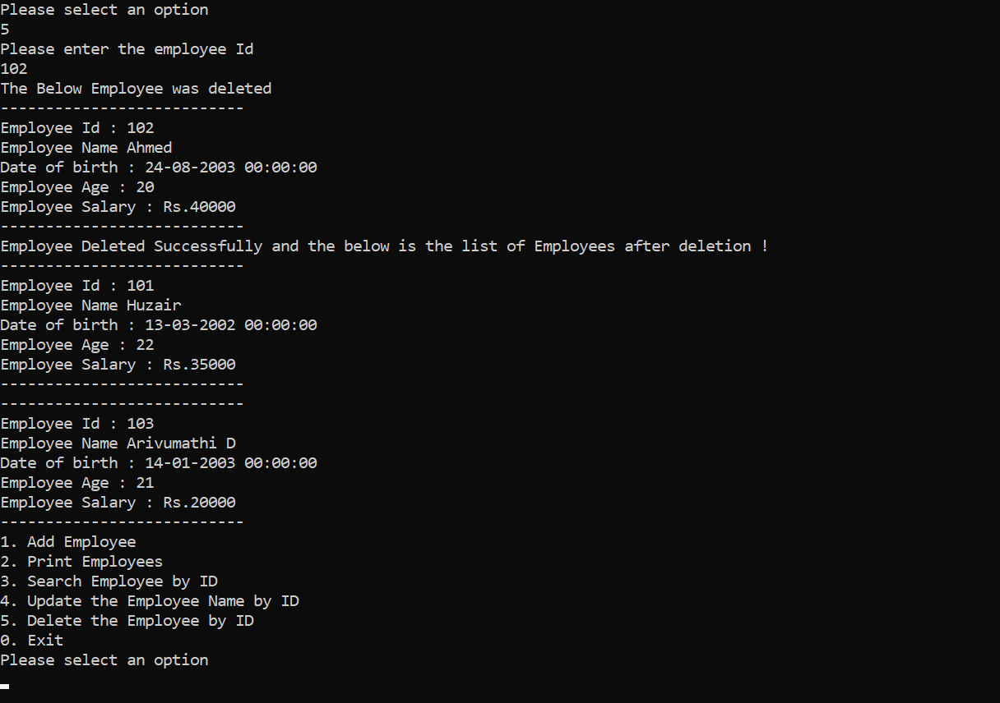 Please select an option
5
Please enter the employee Id
102
The Below Employee was deleted
---------------------------
Employee Id : 102
Employee Name Ahmed
Date of birth : 24-08-2003 00:00:00
Employee Age : 20
Employee Salary : Rs.40000
---------------------------
Employee Deleted Successfully and the below is the list of Employees after deletion !
---------------------------
Employee Id : 101
Employee Name Huzair
Date of birth : 13-03-2002 00:00:00
Employee Age : 22
Employee Salary : Rs.35000
---------------------------
---------------------------
Employee Id : 103
Employee Name Arivumathi D
Date of birth : 14-01-2003 00:00:00
Employee Age : 21
Employee Salary : Rs.20000
---------------------------
1. Add Employee
2. Print Employees
3. Search Employee by ID
4. Update the Employee Name by ID
5. Delete the Employee by ID
0. Exit
Please select an option